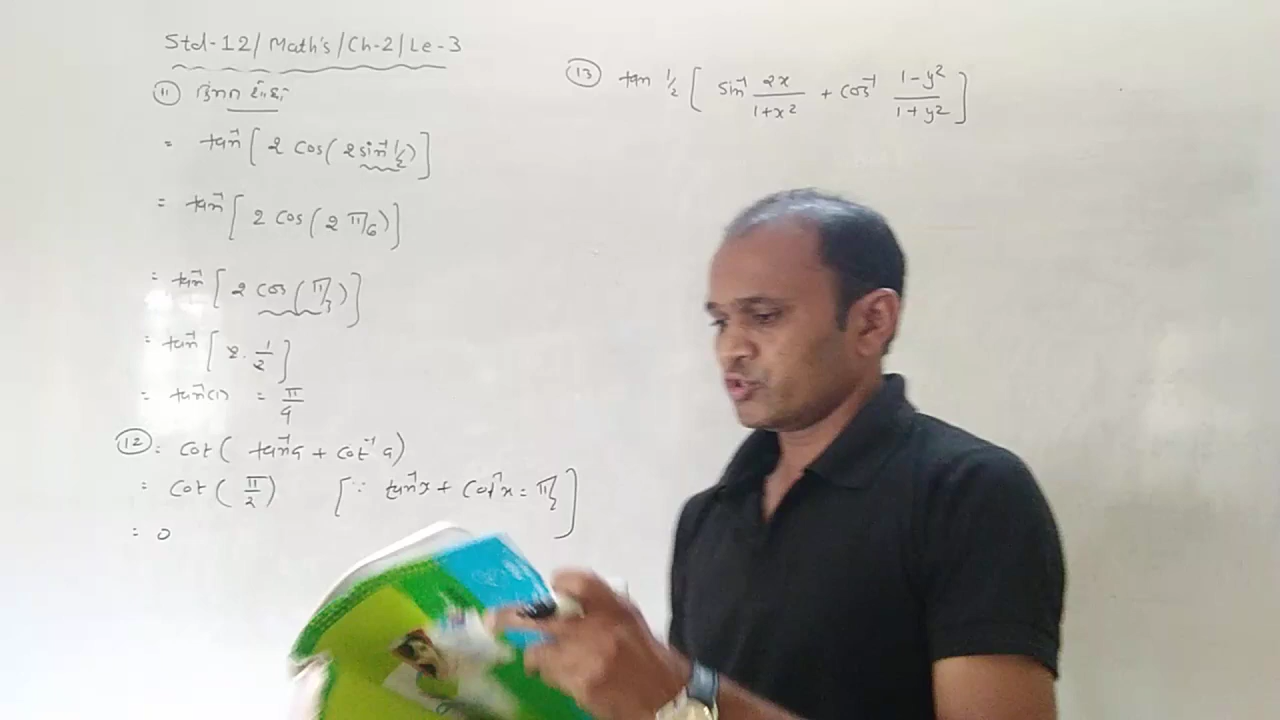 Std-12/Math's/Ch-2/Le-3
11 કિંમત શોધો
= tan⁻¹[2 cos(2 sin⁻¹ 1/2)]
= tan⁻¹[2 cos(2 π/6)]
= tan⁻¹[2 cos(π/3)]
= tan⁻¹[2 · 1/2]
= tan⁻¹(1) = π/4
12 = cot(tan⁻¹a + cot⁻¹a)
= cot(π/2) [∵ tan⁻¹x + cot⁻¹x = π/2]
= 0
13 tan 1/2 [sin⁻¹ 2x/1+x² + cos⁻¹ 1-y²/1+y²]